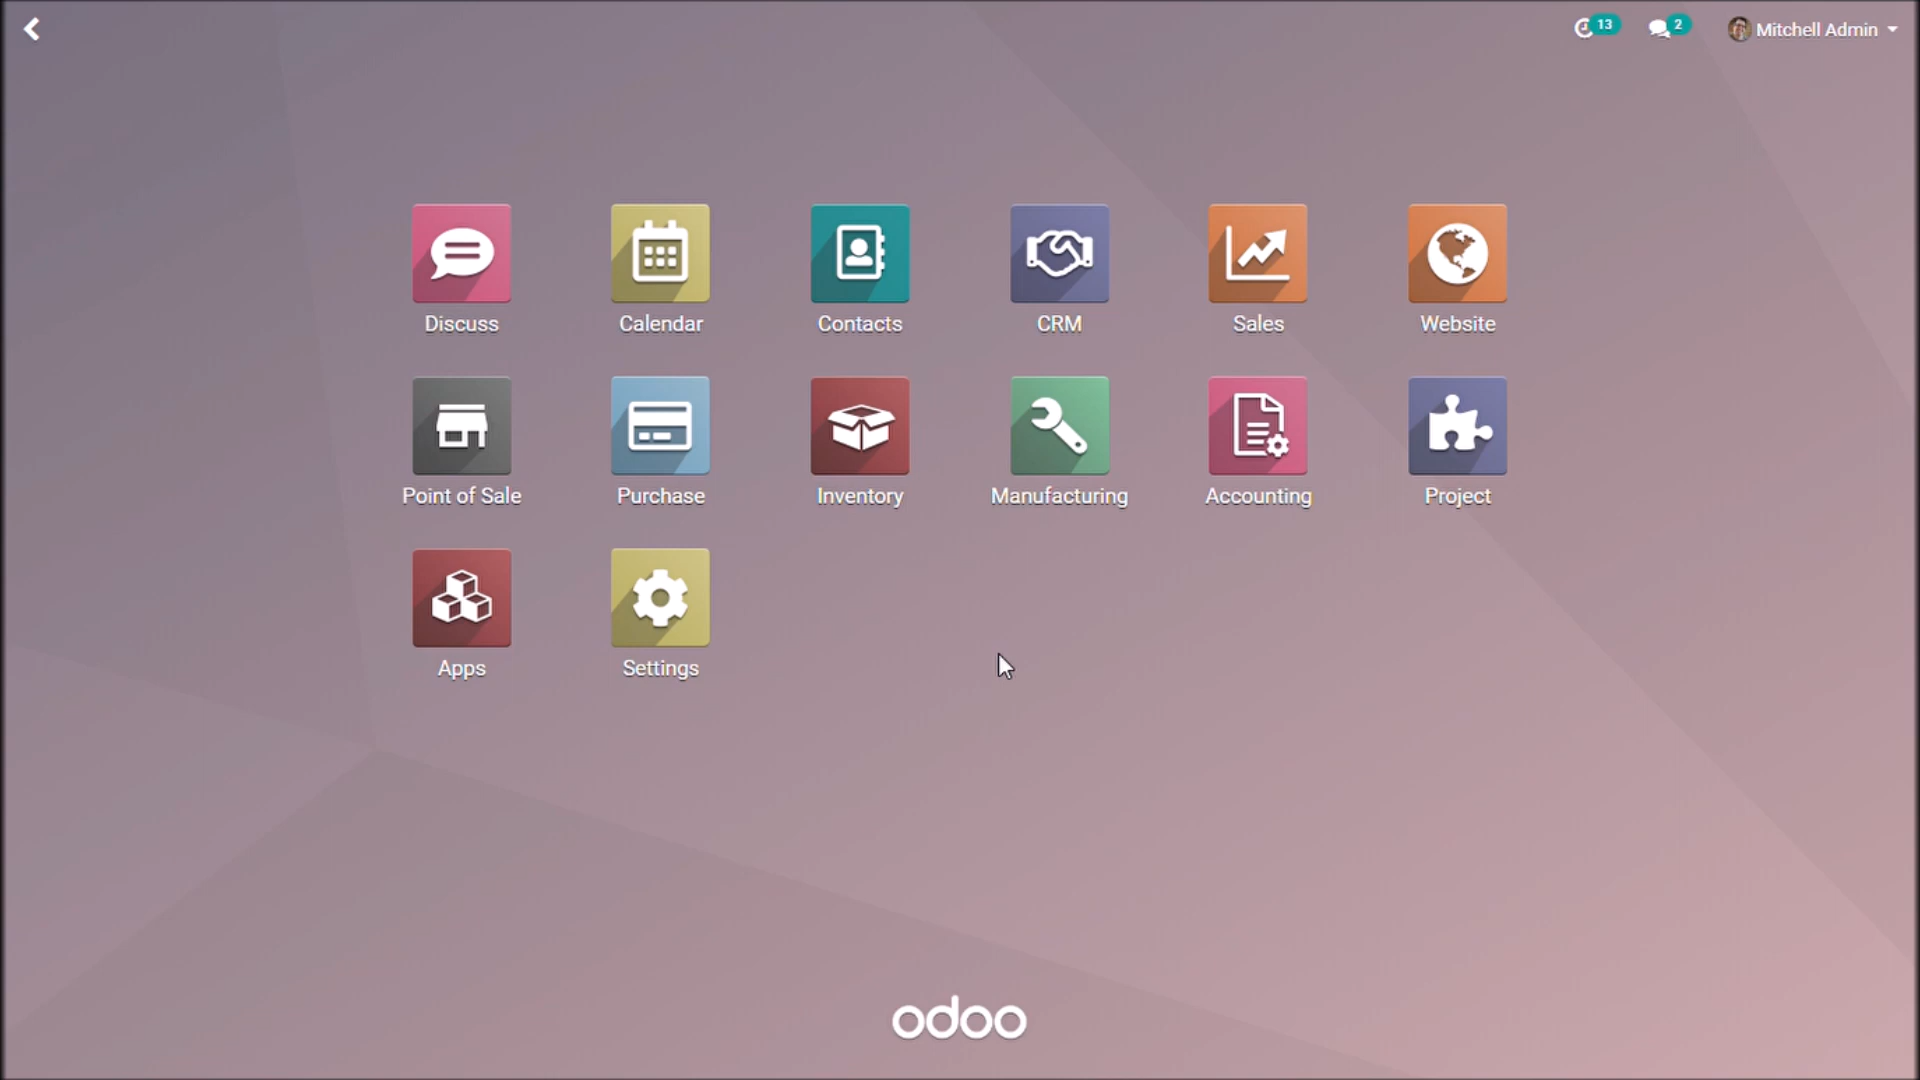 13 2 Mitchell Admin
Discuss Calendar Contacts CRM Sales Website
Point of Sale Purchase Inventory Manufacturing Accounting Project
Apps Settings
odoo